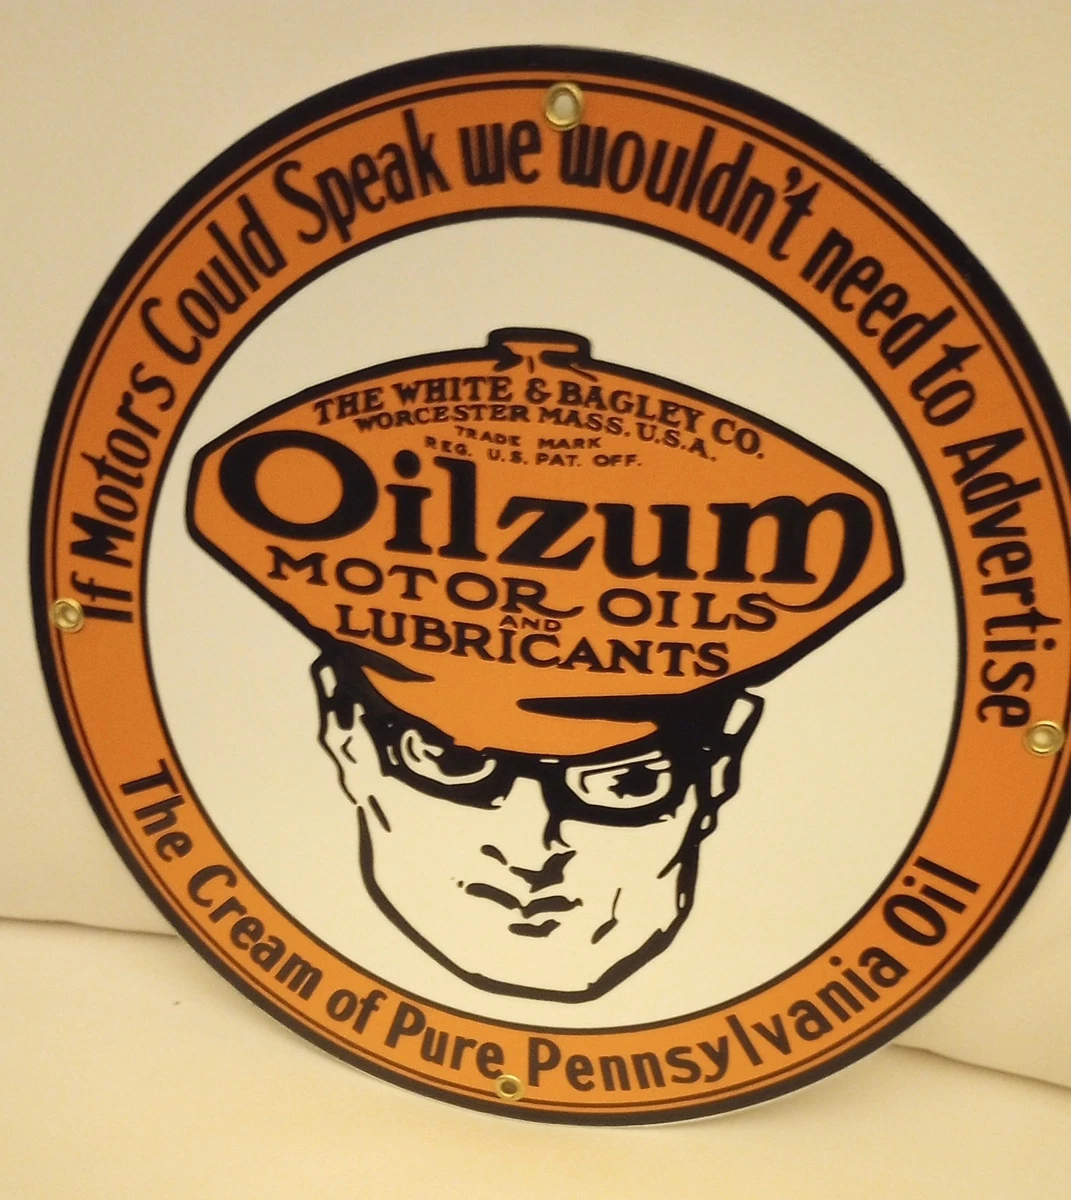 If Motors Could Speak we wouldn't need to Advertise
THE WHITE & BAGLEY CO.
WORCESTER MASS. U.S.A.
TRADE MARK
REG. U.S. PAT. OFF.
Oilzum
MOTOR OILS
AND
LUBRICANTS
The Cream of Pure Pennsylvania Oil